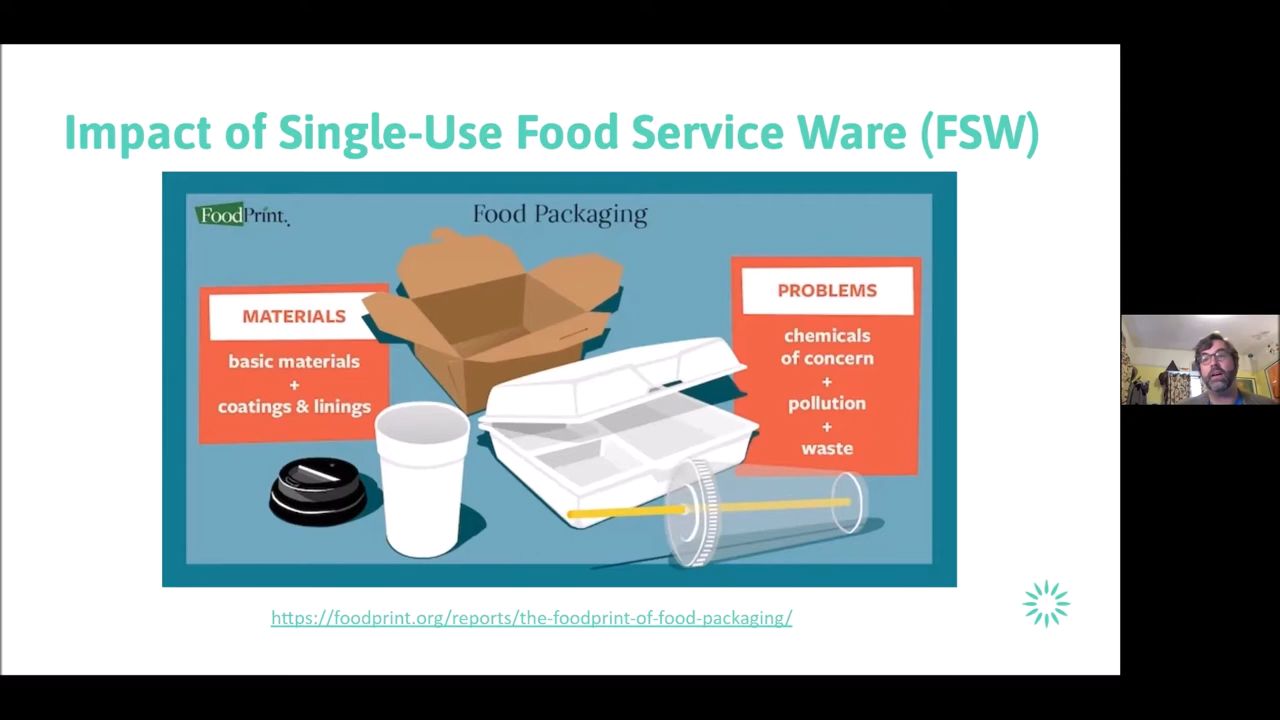 Impact of Single-Use Food Service Ware (FSW)
FoodPrint.
Food Packaging
MATERIALS
basic materials
+
coatings & linings
PROBLEMS
chemicals
of concern
+
pollution
+
waste
https://foodprint.org/reports/the-foodprint-of-food-packaging/